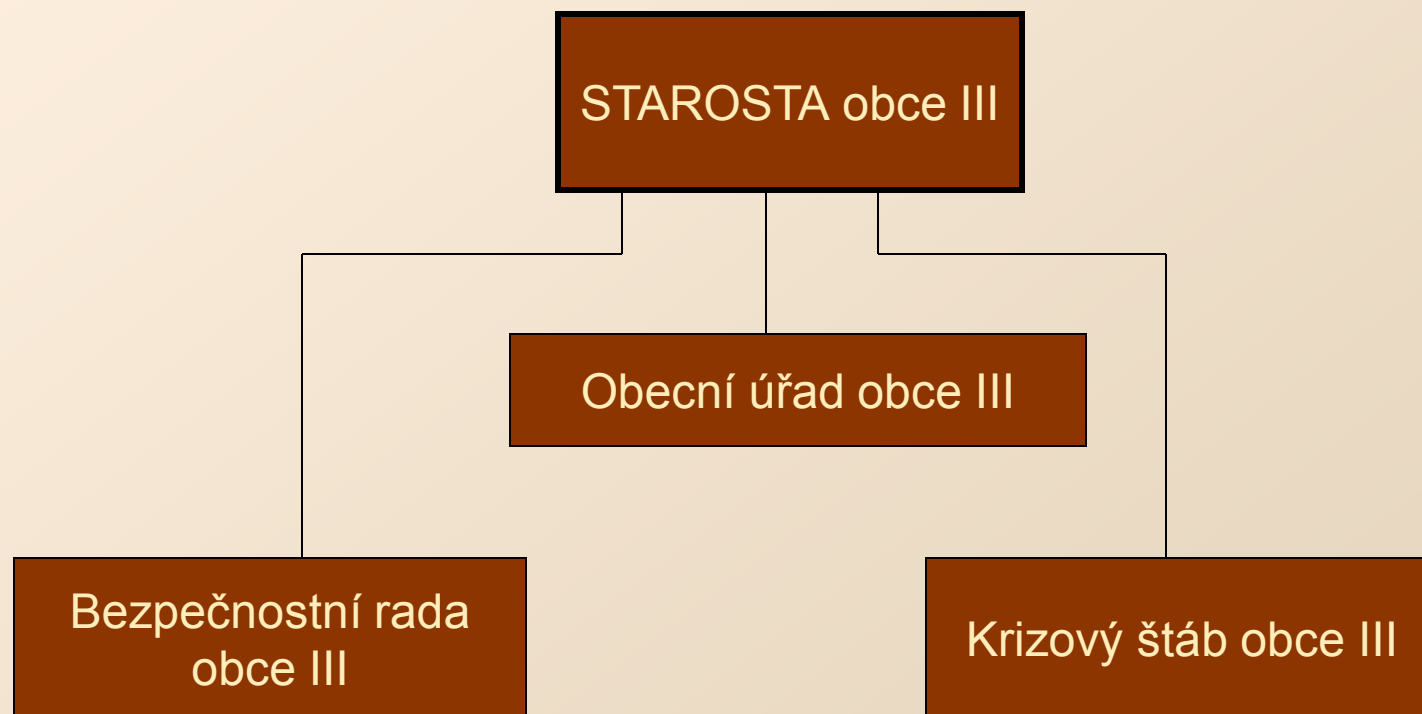 STAROSTA obce III
Obecní úřad obce III
Bezpečnostní rada
obce III
Krizový štáb obce III